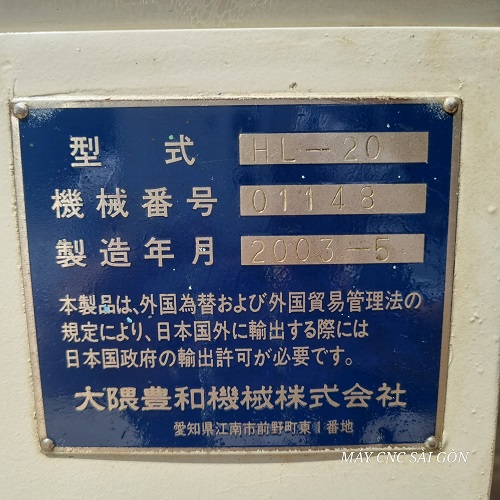 型式 HL-20
機械番号 01148
製造年月 2003-5
本製品は、外国為替および外国貿易管理法の
規定により、日本国外に輸出する際には
日本国政府の輸出許可が必要です。
大隈豊和機械株式会社
愛知県江南市前野町東1番地
MÁY CNC SÀI GÒN